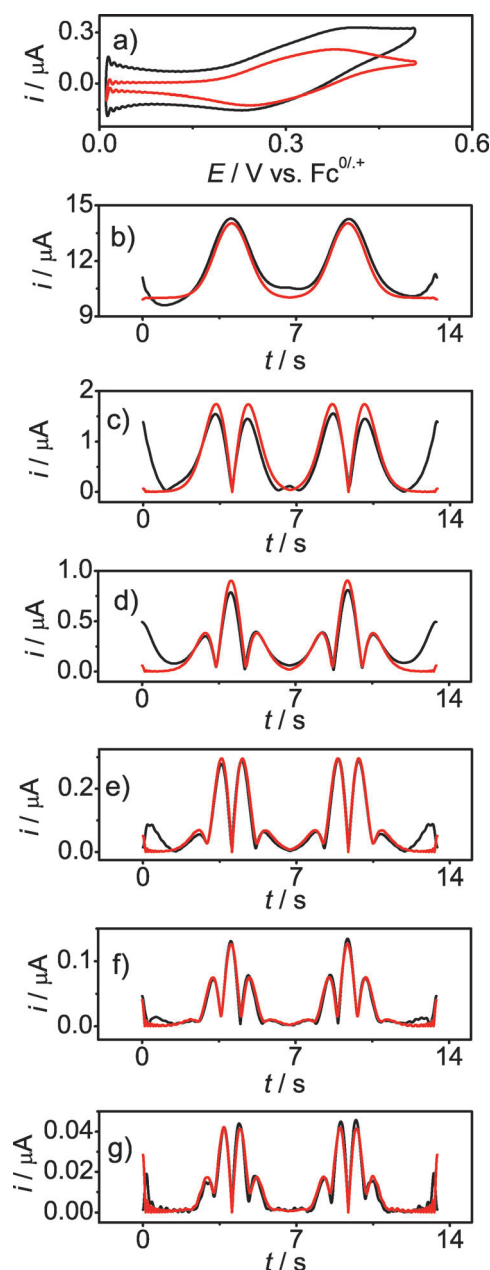 a)
i / µA
0.3
0.0
0.0 0.3 0.6
E / V vs. Fc0/.+
b)
i / µA
15
12
9
0 7 14
t / s
c)
i / µA
2
1
0
0 7 14
t / s
d)
i / µA
1.0
0.5
0.0
0 7 14
t / s
e)
i / µA
0.2
0.0
0 7 14
t / s
f)
i / µA
0.1
0.0
0 7 14
t / s
g)
i / µA
0.04
0.02
0.00
0 7 14
t / s